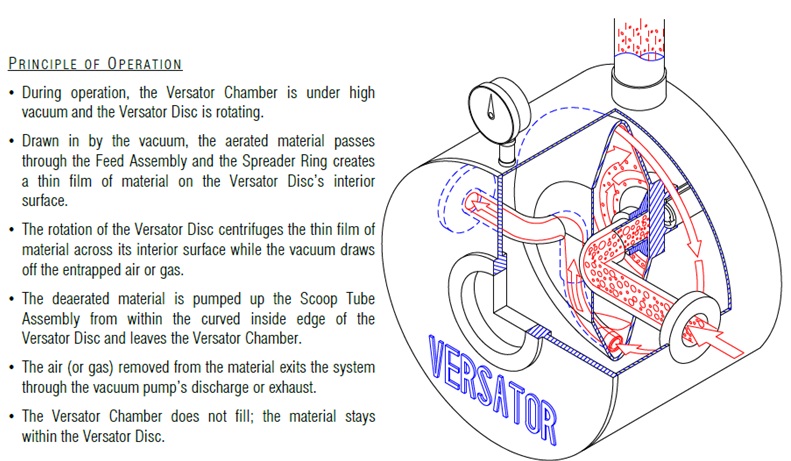 PRINCIPLE OF OPERATION
• During operation, the Versator Chamber is under high
vacuum and the Versator Disc is rotating.
• Drawn in by the vacuum, the aerated material passes
through the Feed Assembly and the Spreader Ring creates
a thin film of material on the Versator Disc's interior
surface.
• The rotation of the Versator Disc centrifuges the thin film of
material across its interior surface while the vacuum draws
off the entrapped air or gas.
• The deaerated material is pumped up the Scoop Tube
Assembly from within the curved inside edge of the
Versator Disc and leaves the Versator Chamber.
• The air (or gas) removed from the material exits the system
through the vacuum pump's discharge or exhaust.
• The Versator Chamber does not fill; the material stays
within the Versator Disc.
VERSATOR